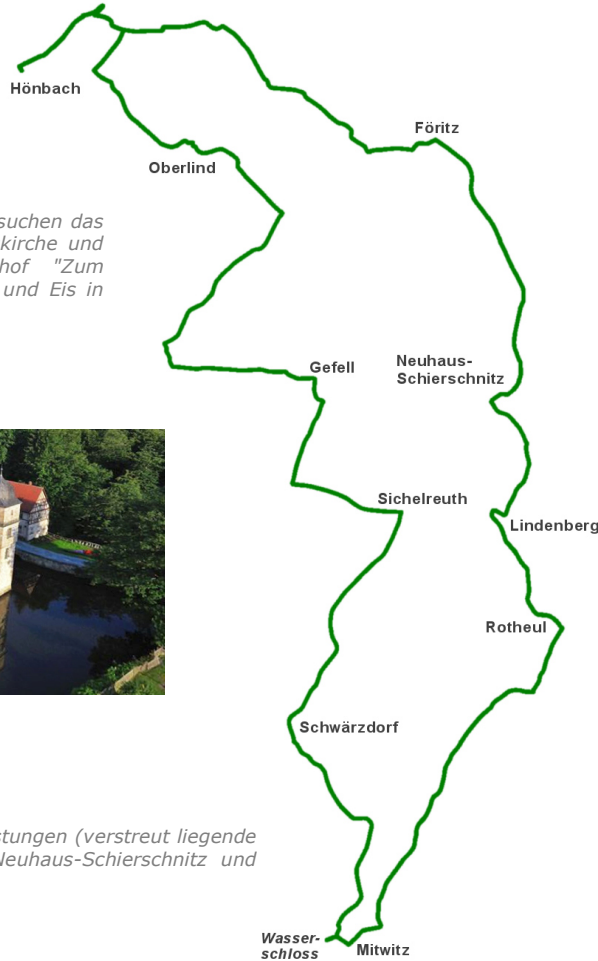 Hönbach
Föritz
Oberlind
suchen das
kirche und
hof "Zum
und Eis in
Gefell
Neuhaus-
Schierschnitz
Sichelreuth
Lindenberg
Rotheul
Schwärzdorf
stungen (verstreut liegende
Neuhaus-Schierschnitz und
Wasser-
schloss
Mitwitz